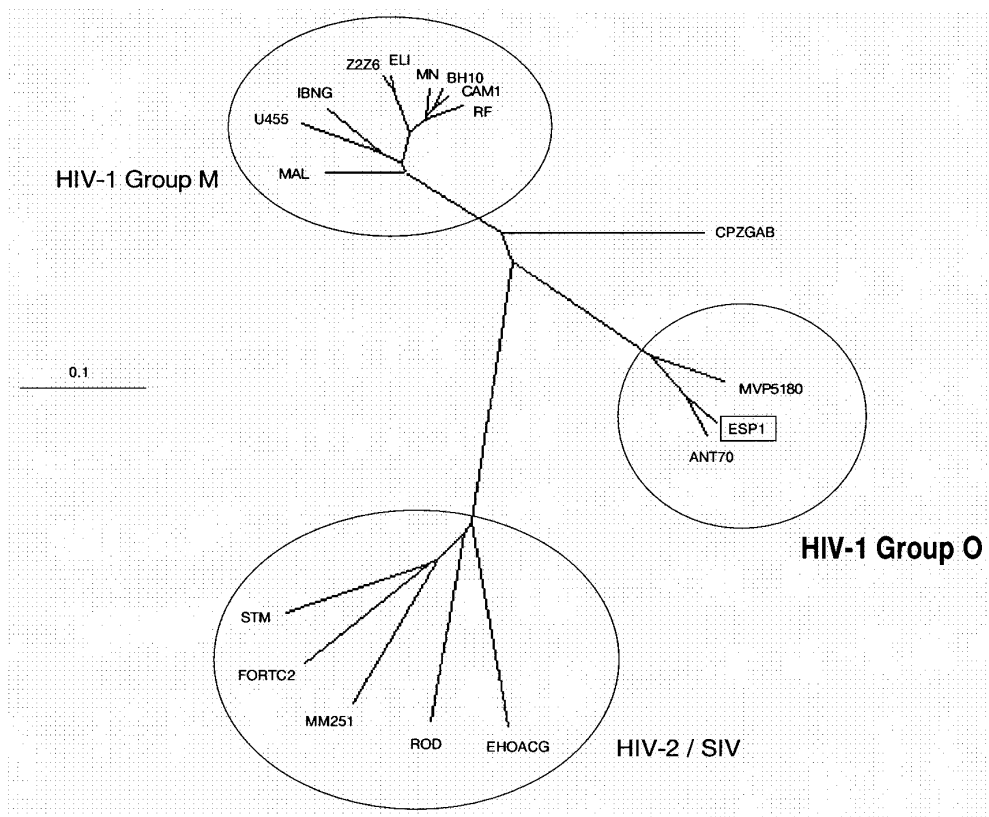 Z2Z6
ELI
MN
BH10
CAM1
RF
IBNG
U455
MAL
HIV-1 Group M
CPZGAB
0.1
MVP5180
ESP1
ANT70
HIV-1 Group O
STM
FORTC2
MM251
ROD
EHOACG
HIV-2 / SIV